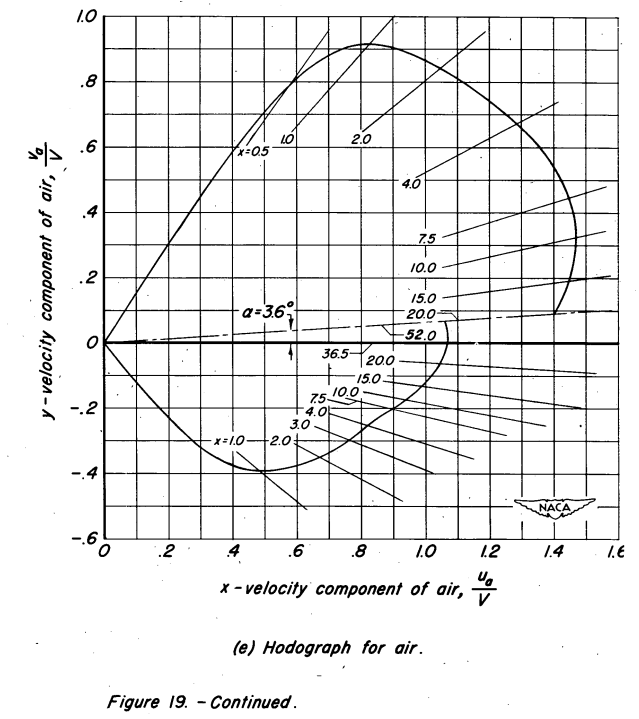 1.0
.8
.6
.4
.2
0
-.2
-.4
-.6
y-velocity component of air, v_a/V
x=0.5
1.0
2.0
4.0
7.5
10.0
15.0
20.0
52.0
α=3.6°
36.5
20.0
15.0
10.0
7.5
4.0
3.0
x=1.0
2.0
NACA
0 .2 .4 .6 .8 1.0 1.2 1.4 1.6
x-velocity component of air, u_a/V
(e) Hodograph for air.
Figure 19. - Continued.